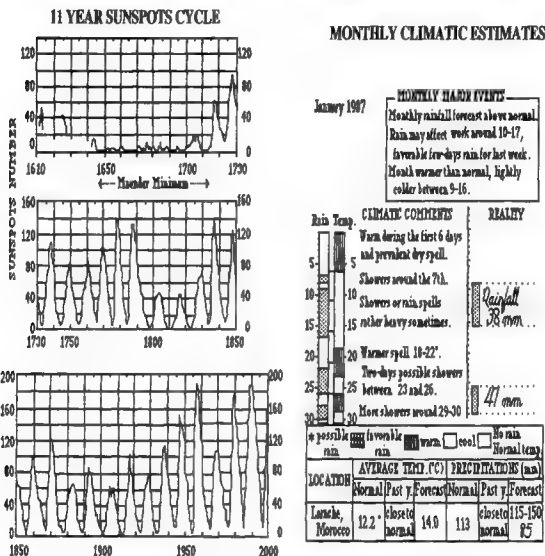 11 YEAR SUNSPOTS CYCLE
120
80
40
0
120
80
40
0
1610
1650
1700
1730
Maunder Minimum
SUNSPOTS NUMBER
160
120
80
40
0
160
120
80
40
0
1730
1750
1800
1850
200
160
120
80
40
0
200
160
120
80
40
0
1850
1900
1950
2000
MONTHLY CLIMATIC ESTIMATES
January 1987
MONTHLY MAJOR EVENTS
Monthly rainfall forecast above normal.
Rain may affect work around 10-17,
favorable few-days rain for last week.
Month warmer than normal, lightly
colder between 9-16.
Rain Temp.
CLIMATIC COMMENTS
REALITY
Warm during the first 6 days
and prevalent dry spell.
Showers around the 7th.
Showers or rain spells
rather heavy sometimes.
Warmer spell 18-22°.
Two-days possible showers
between 23 and 26.
More showers around 29-30
5
10
15
20
25
30
5
10
15
20
25
30
Rainfall
38 mm
47 mm
* possible rain
favorable rain
warm
cool
No rain
Normal temp.
LOCATION
AVERAGE TEMP. (°C)
PRECIPITATIONS (mm)
Normal Past y. Forecast Normal Past y. Forecast
Larache, Morocco
12.2
close to normal
14.0
113
close to normal
115-150
85